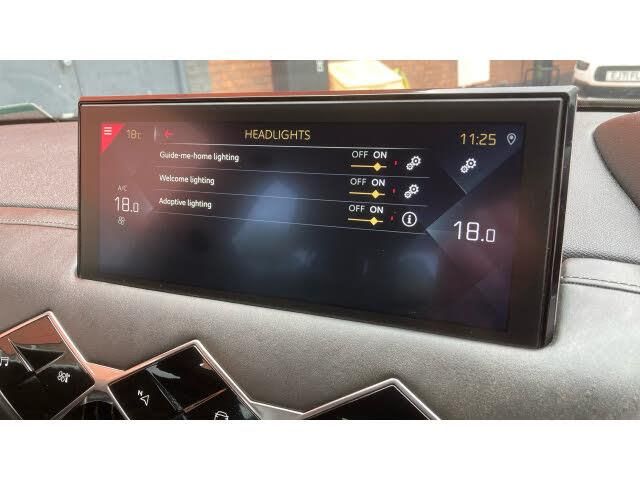 18°C HEADLIGHTS 11:25
Guide-me-home lighting OFF ON
Welcome lighting OFF ON
Adaptive lighting OFF ON
A/C
18.0
18.0
N